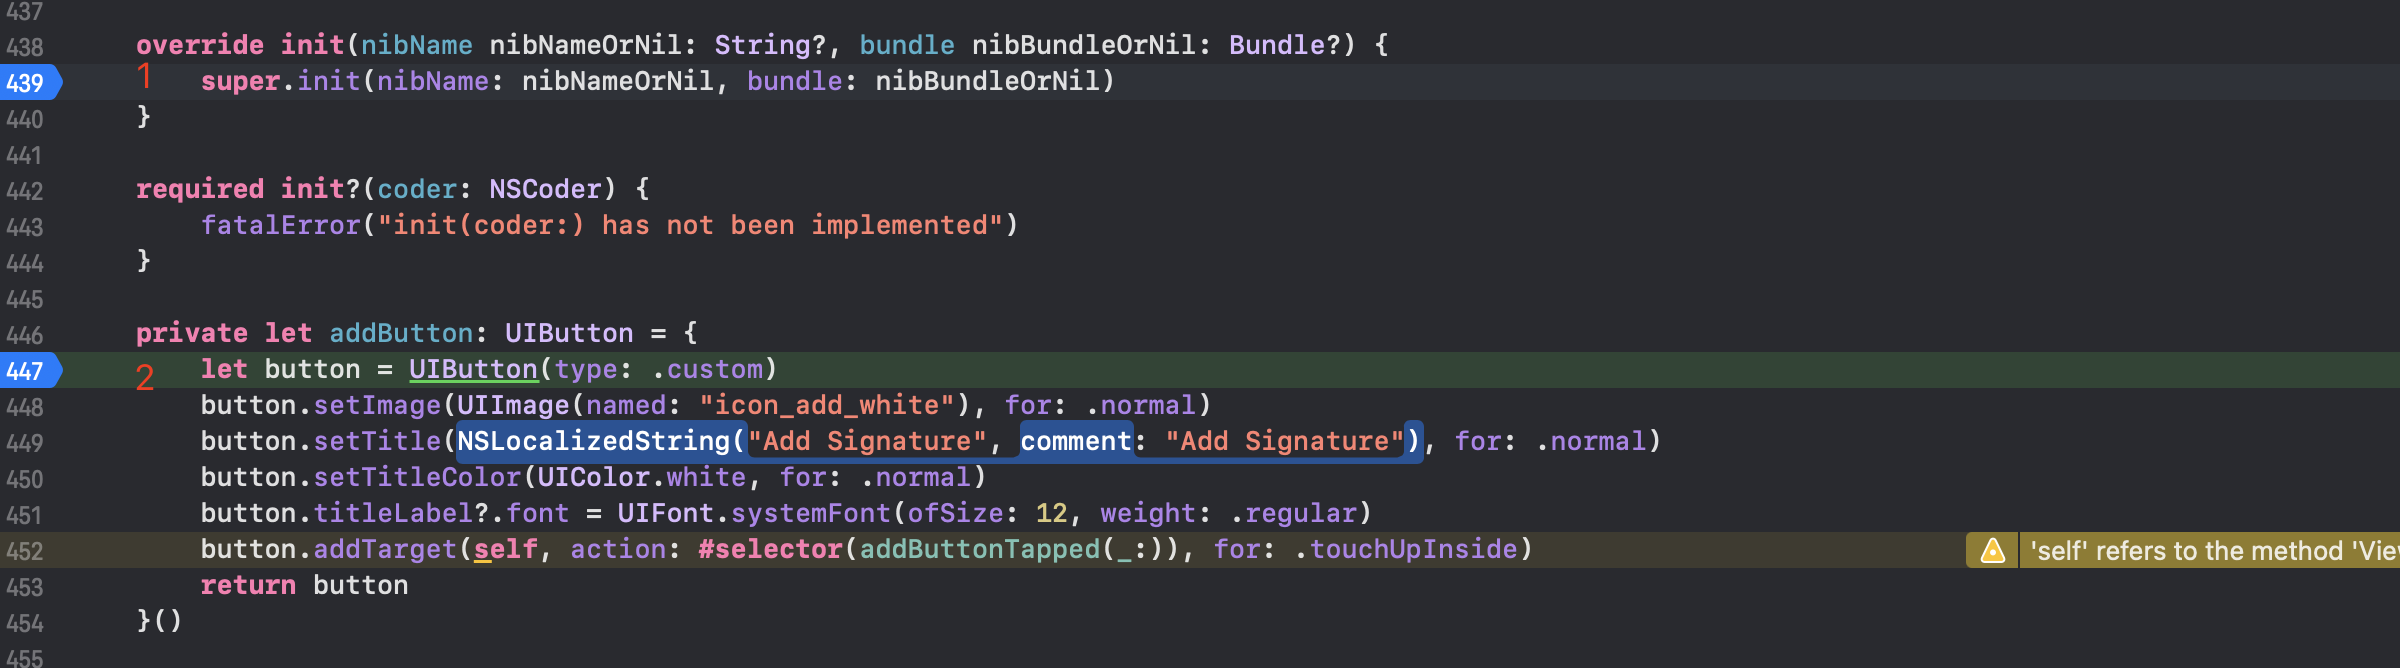 437
438 override init(nibName nibNameOrNil: String?, bundle nibBundleOrNil: Bundle?) {
439 1 super.init(nibName: nibNameOrNil, bundle: nibBundleOrNil)
440 }
441
442 required init?(coder: NSCoder) {
443 fatalError("init(coder:) has not been implemented")
444 }
445
446 private let addButton: UIButton = {
447 2 let button = UIButton(type: .custom)
448 button.setImage(UIImage(named: "icon_add_white"), for: .normal)
449 button.setTitle(NSLocalizedString("Add Signature", comment: "Add Signature"), for: .normal)
450 button.setTitleColor(UIColor.white, for: .normal)
451 button.titleLabel?.font = UIFont.systemFont(ofSize: 12, weight: .regular)
452 button.addTarget(self, action: #selector(addButtonTapped(_:)), for: .touchUpInside) 'self' refers to the method 'View
453 return button
454 }()
455